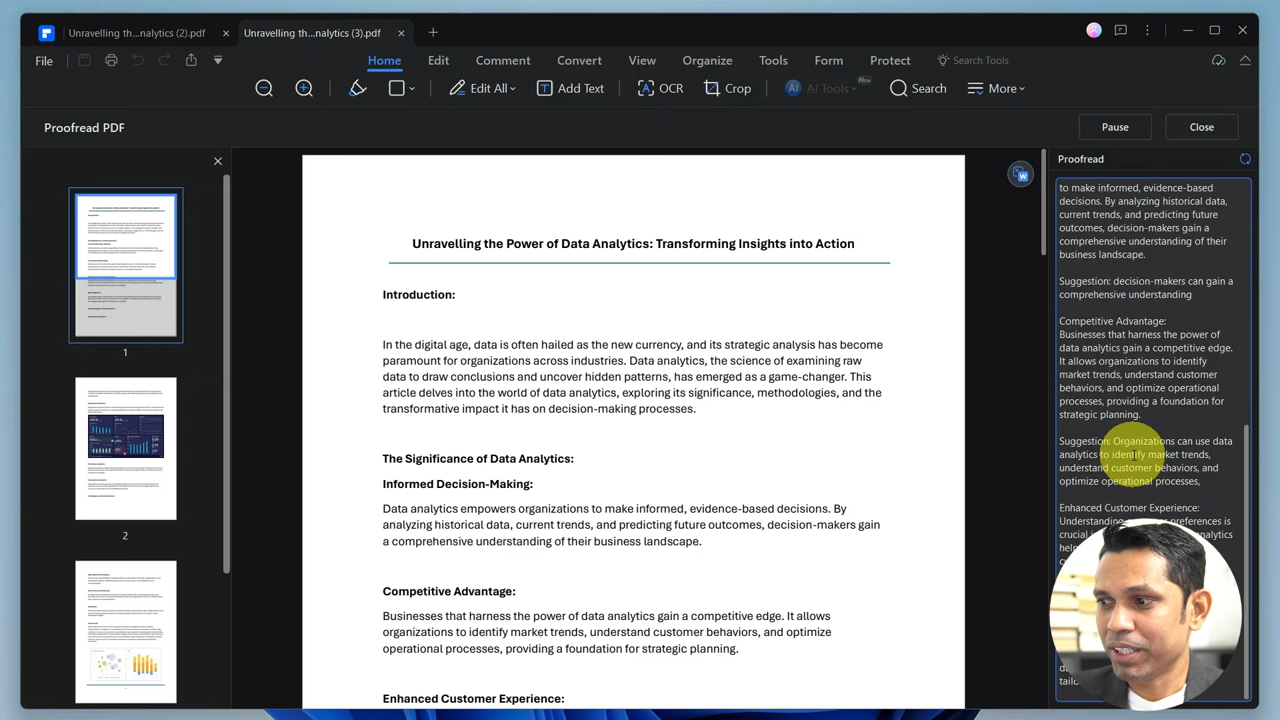 Unravelling th...nalytics (2).pdf
Unravelling th...nalytics (3).pdf
File
Home
Edit
Comment
Convert
View
Organize
Tools
Form
Protect
Search Tools
Edit All
Add Text
OCR
Crop
AI
AI Tools
New
Search
More
Proofread PDF
Pause
Close
1
2
Unravelling the Power of Data Analytics: Transforming Insights into Action
Introduction:
In the digital age, data is often hailed as the new currency, and its strategic analysis has become
paramount for organizations across industries. Data analytics, the science of examining raw
data to draw conclusions and uncover hidden patterns, has emerged as a game-changer. This
article delves into the world of data analytics, exploring its significance, methodologies, and the
transformative impact it has on decision-making processes.
The Significance of Data Analytics:
Informed Decision-Making:
Data analytics empowers organizations to make informed, evidence-based decisions. By
analyzing historical data, current trends, and predicting future outcomes, decision-makers gain
a comprehensive understanding of their business landscape.
Competitive Advantage:
Businesses that harness the power of data analytics gain a competitive edge. It allows
organizations to identify market trends, understand customer behaviors, and optimize
operational processes, providing a foundation for strategic planning.
Enhanced Customer Experience:
W
Proofread
to make informed, evidence-based
decisions. By analyzing historical data,
current trends, and predicting future
outcomes, decision-makers gain a
comprehensive understanding of their
business landscape.
Suggestion: decision-makers can gain a
comprehensive understanding
Competitive Advantage:
Businesses that harness the power of
data analytics gain a competitive edge.
It allows organizations to identify
market trends, understand customer
behaviors, and optimize operational
processes, providing a foundation for
strategic planning.
Suggestion: Organizations can use data
analytics to identify market trends,
understand customer behaviors, and
optimize operational processes,
Enhanced Customer Experience:
Understanding preferences is
crucial analytics